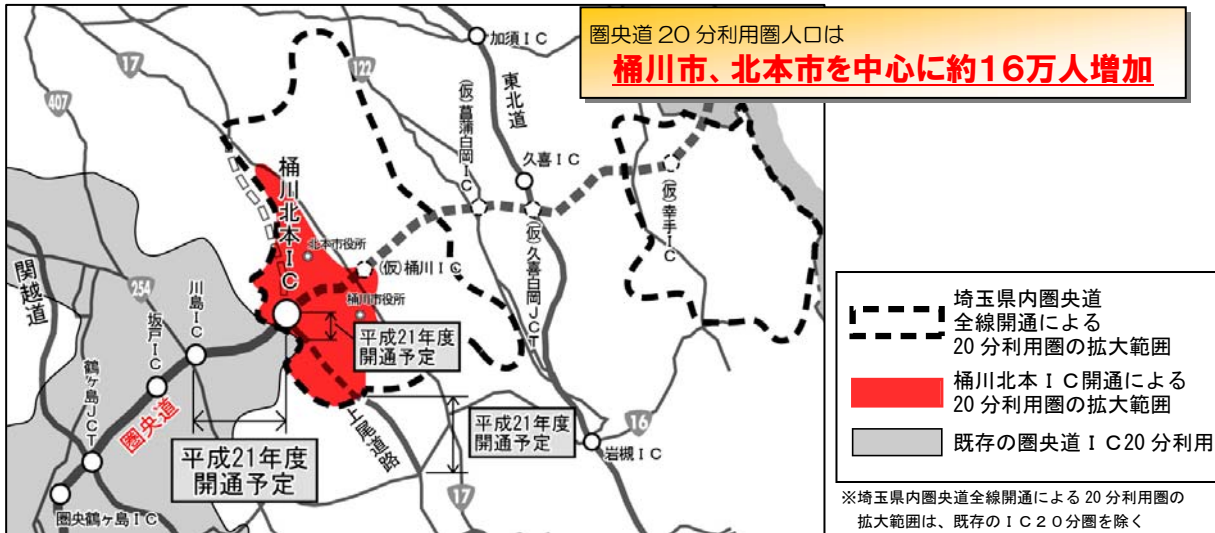 圏央道20分利用圏人口は
桶川市、北本市を中心に約16万人増加
加須IC
17
122
407
東北道
(仮)菖蒲白岡IC
久喜IC
(仮)幸手IC
桶川北本IC
北本市役所
(仮)桶川IC
(仮)久喜白岡JCT
関越道
254
川島IC
桶川市役所
坂戸IC
平成21年度
開通予定
鶴ヶ島JCT
圏央道
上尾道路
平成21年度
開通予定
16
平成21年度
開通予定
岩槻IC
17
圏央鶴ヶ島IC
埼玉県内圏央道
全線開通による
20分利用圏の拡大範囲
桶川北本IC開通による
20分利用圏の拡大範囲
既存の圏央道IC20分利用
※埼玉県内圏央道全線開通による20分利用圏の
拡大範囲は、既存のIC20分圏を除く